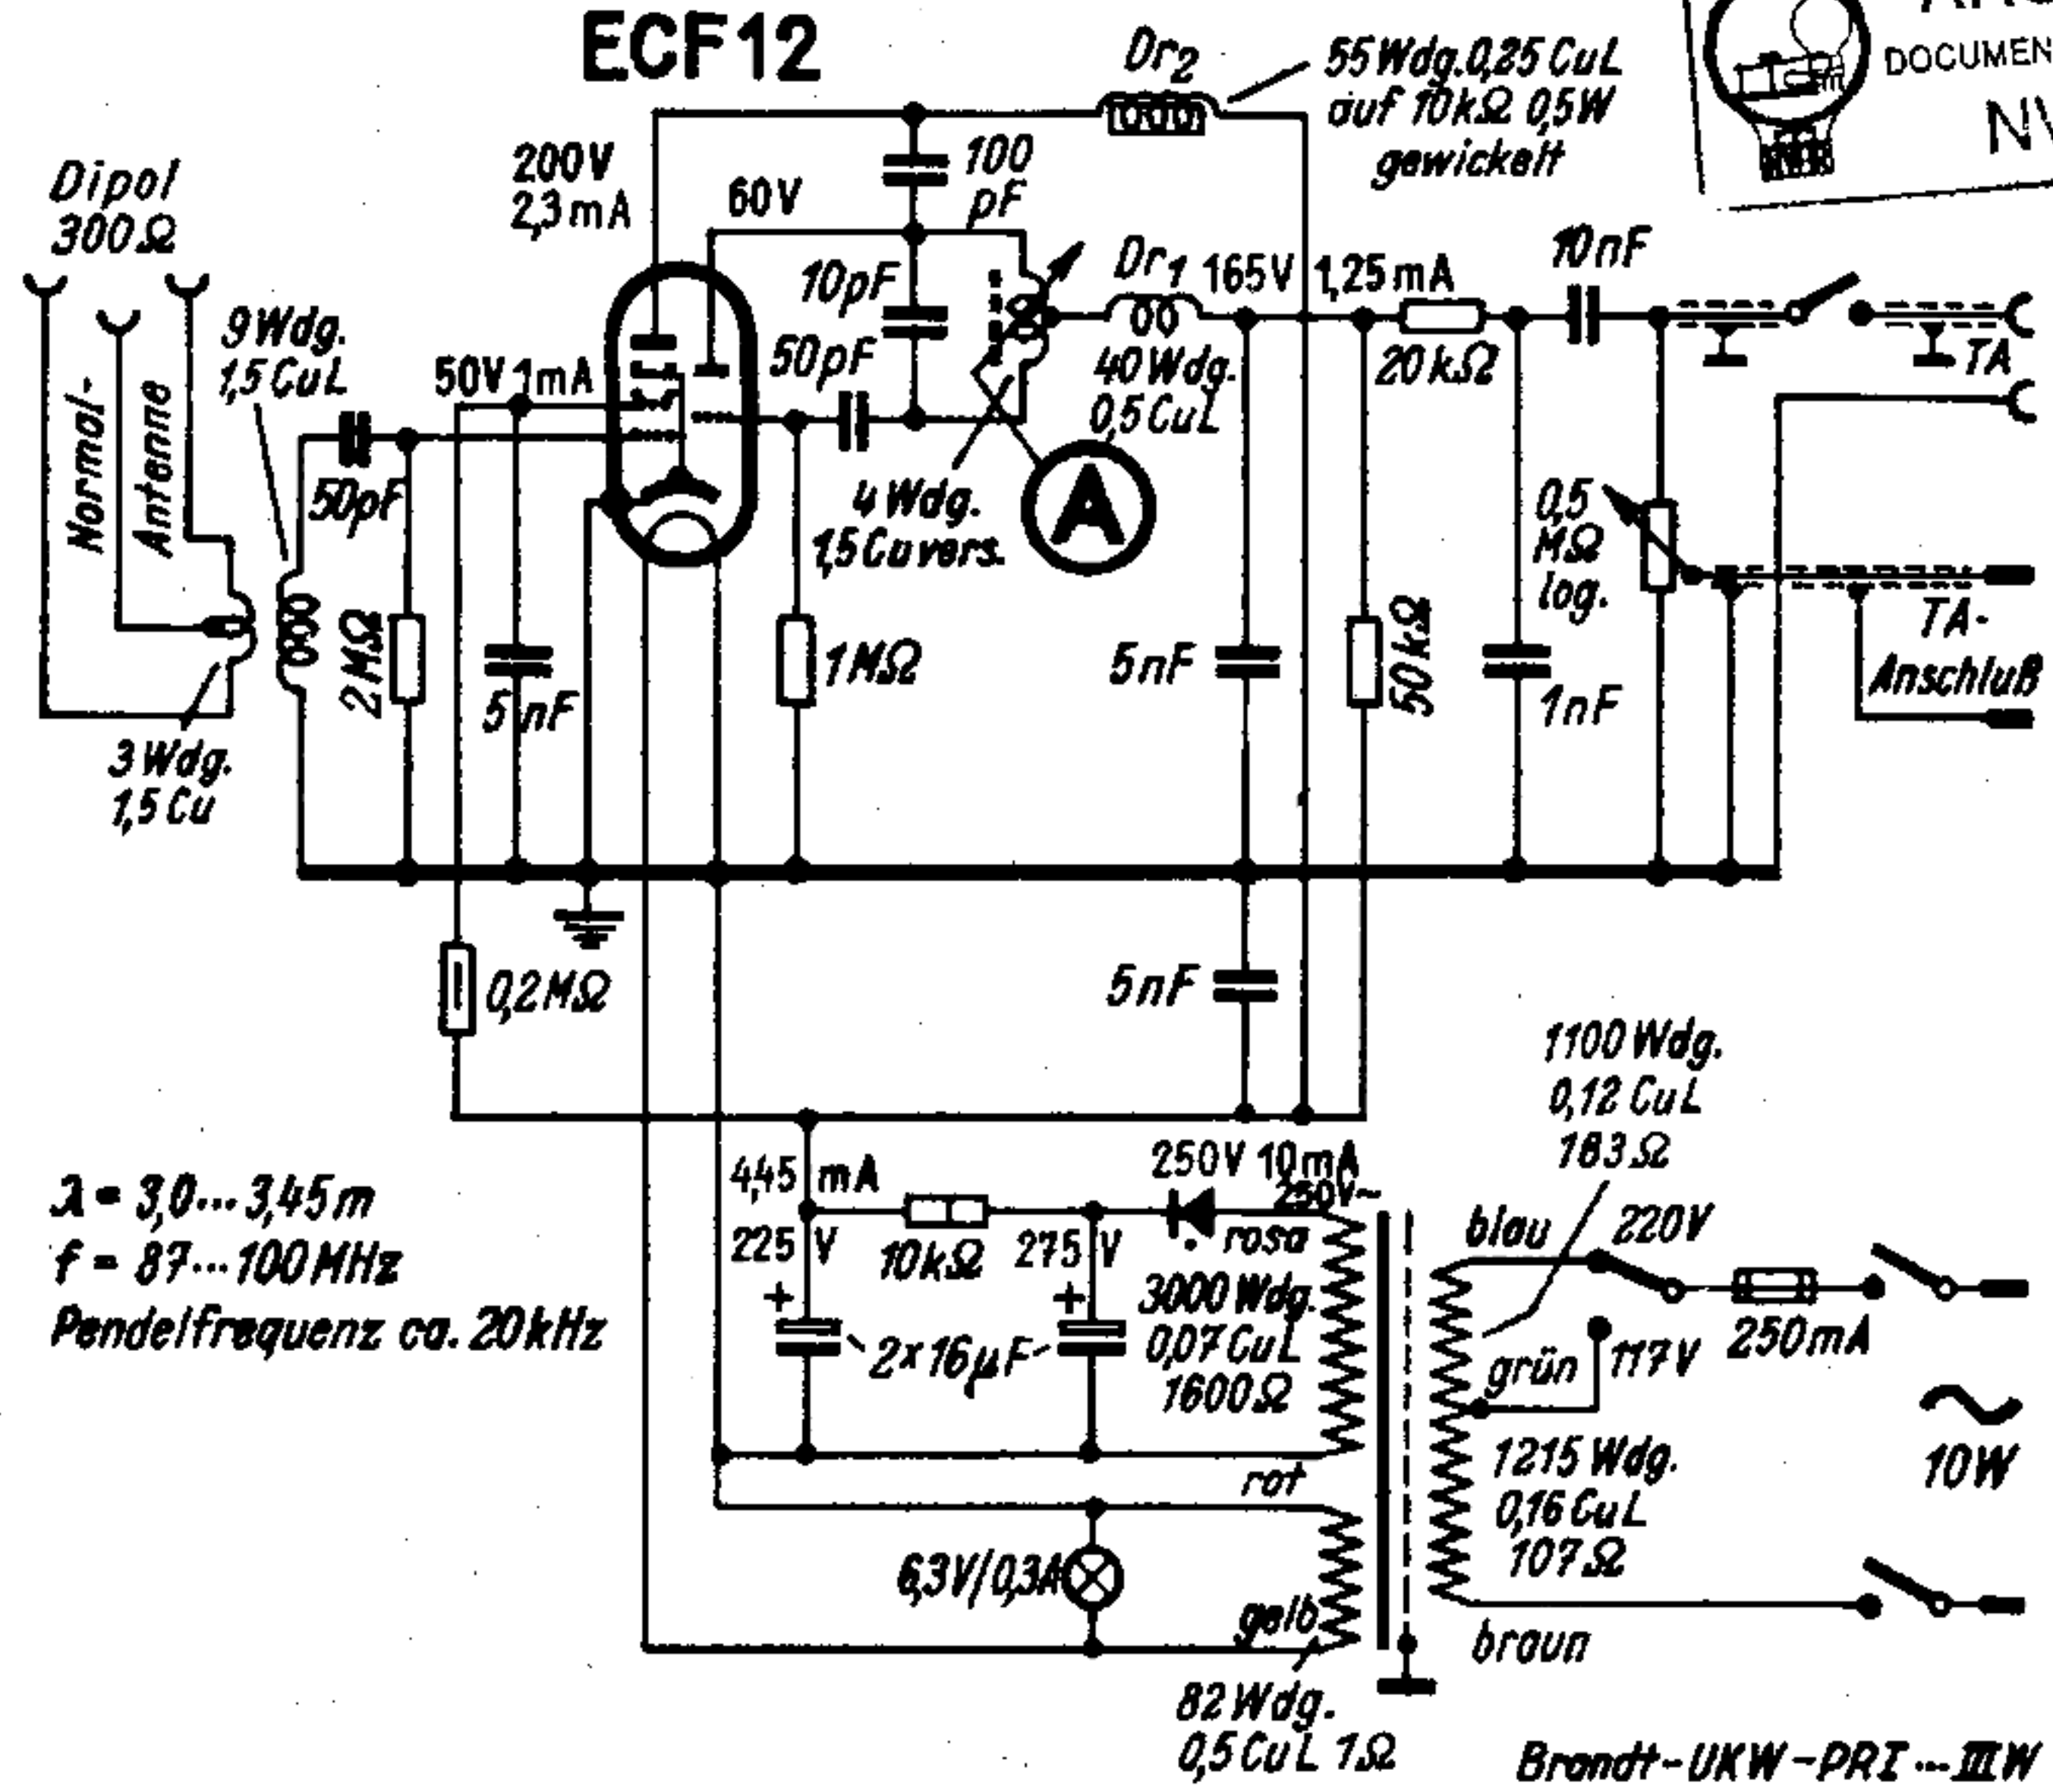 ECF12
Dr2
55 Wdg. 0,25 CuL
auf 10kΩ 0,5W
gewickelt
DOCUMEN
Dipol
300Ω
200V
2,3mA
60V
100
pF
9 Wdg.
1,5 CuL
Normal-
Antenne
50V 1mA
10pF
50pF
Dr1 165V 1,25mA
10nF
40 Wdg.
0,5 CuL
20kΩ
TA
50pF
4 Wdg.
1,5 Cu vers.
A
0,5
MΩ
log.
2MΩ
5nF
1MΩ
5nF
50kΩ
1nF
TA-
Anschluß
3 Wdg.
1,5 Cu
0,2MΩ
5nF
1100 Wdg.
0,12 CuL
183Ω
λ = 3,0...3,45m
f = 87...100MHz
Pendelfrequenz ca. 20kHz
4,45 mA
225 V
10kΩ
275 V
250V 10mA
250V~
rosa
blau
220V
+
+
2x16µF
3000 Wdg.
0,07 CuL
1600Ω
grün
117V
250mA
~
10W
rot
1215 Wdg.
0,16 CuL
107Ω
6,3V/0,3A
gelb
braun
82 Wdg.
0,5 CuL 1Ω
Brandt-UKW-PRI...IIIW